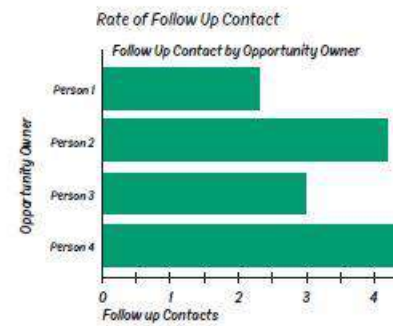 Rate of Follow Up Contact
Follow Up Contact by Opportunity Owner
Opportunity Owner
Person 1
Person 2
Person 3
Person 4
0 1 2 3 4
Follow up Contacts